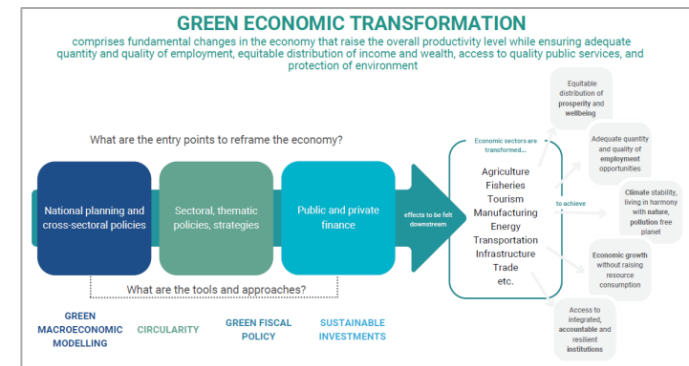 GREEN ECONOMIC TRANSFORMATION
comprises fundamental changes in the economy that raise the overall productivity level while ensuring adequate
quantity and quality of employment, equitable distribution of income and wealth, access to quality public services, and
protection of environment
What are the entry points to reframe the economy?
National planning and
cross-sectoral policies
Sectoral, thematic
policies, strategies
Public and private
finance
effects to be felt
downstream
What are the tools and approaches?
GREEN
MACROECONOMIC
MODELLING
CIRCULARITY
GREEN FISCAL
POLICY
SUSTAINABLE
INVESTMENTS
Economic sectors are
transformed...
Agriculture
Fisheries
Tourism
Manufacturing
Energy
Transportation
Infrastructure
Trade
etc.
to achieve
Equitable
distribution of
prosperity and
wellbeing
Adequate quantity
and quality of
employment
opportunities
Climate stability,
living in harmony
with nature,
pollution free
planet
Economic growth
without raising
resource
consumption
Access to
integrated,
accountable and
resilient
institutions